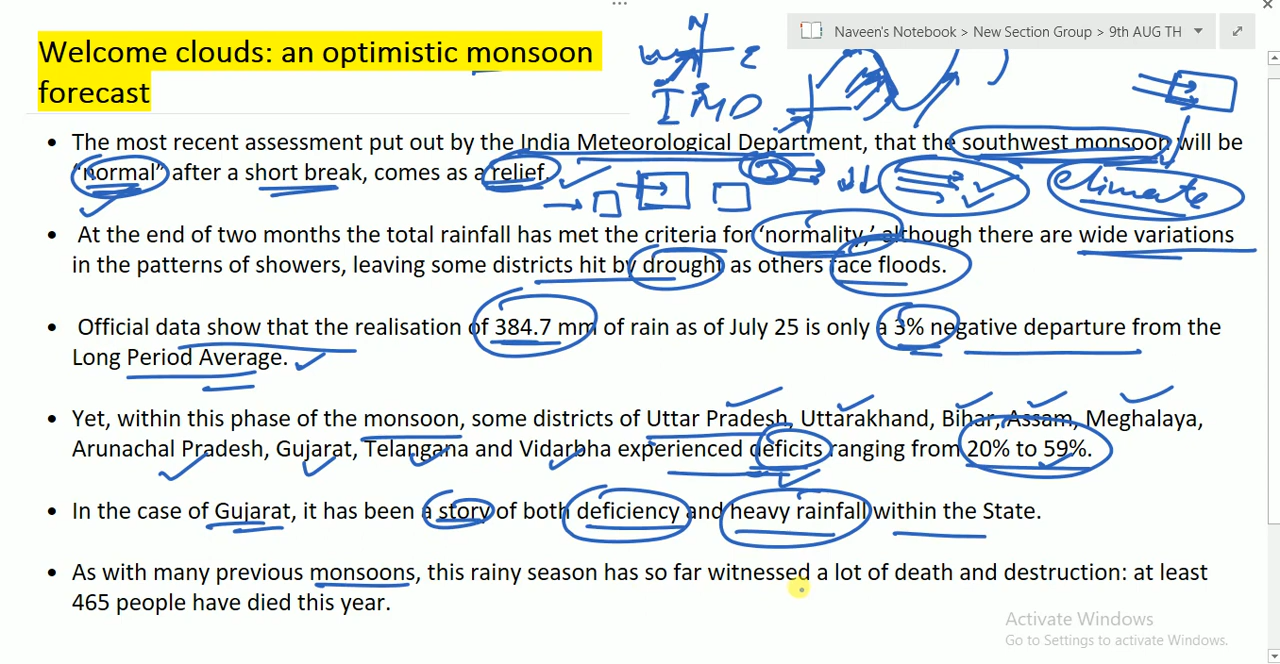 Naveen's Notebook > New Section Group > 9th AUG TH
Welcome clouds: an optimistic monsoon
forecast
N
W E
IMD
• The most recent assessment put out by the India Meteorological Department, that the southwest monsoon will be
"normal" after a short break, comes as a relief.
climate
• At the end of two months the total rainfall has met the criteria for 'normality,' although there are wide variations
in the patterns of showers, leaving some districts hit by drought as others face floods.
• Official data show that the realisation of 384.7 mm of rain as of July 25 is only a 3% negative departure from the
Long Period Average.
• Yet, within this phase of the monsoon, some districts of Uttar Pradesh, Uttarakhand, Bihar, Assam, Meghalaya,
Arunachal Pradesh, Gujarat, Telangana and Vidarbha experienced deficits ranging from 20% to 59%.
• In the case of Gujarat, it has been a story of both deficiency and heavy rainfall within the State.
• As with many previous monsoons, this rainy season has so far witnessed a lot of death and destruction: at least
465 people have died this year.
Activate Windows
Go to Settings to activate Windows.